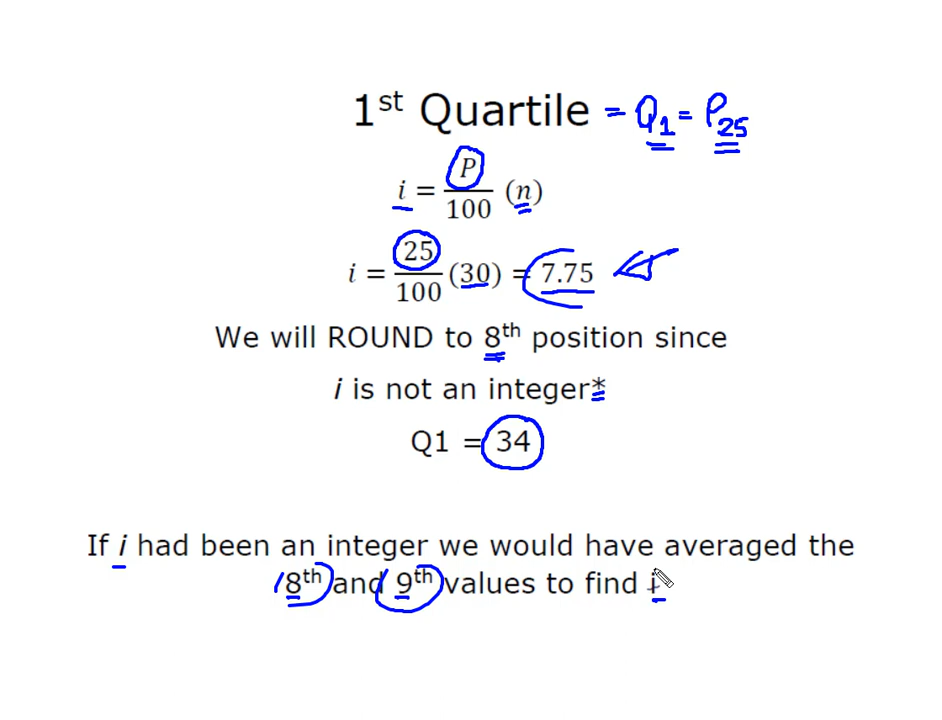 1st Quartile = Q1 = P25
i = P/100 (n)
i = 25/100 (30) = 7.75
We will ROUND to 8th position since
i is not an integer*
Q1 = 34
If i had been an integer we would have averaged the
8th and 9th values to find i